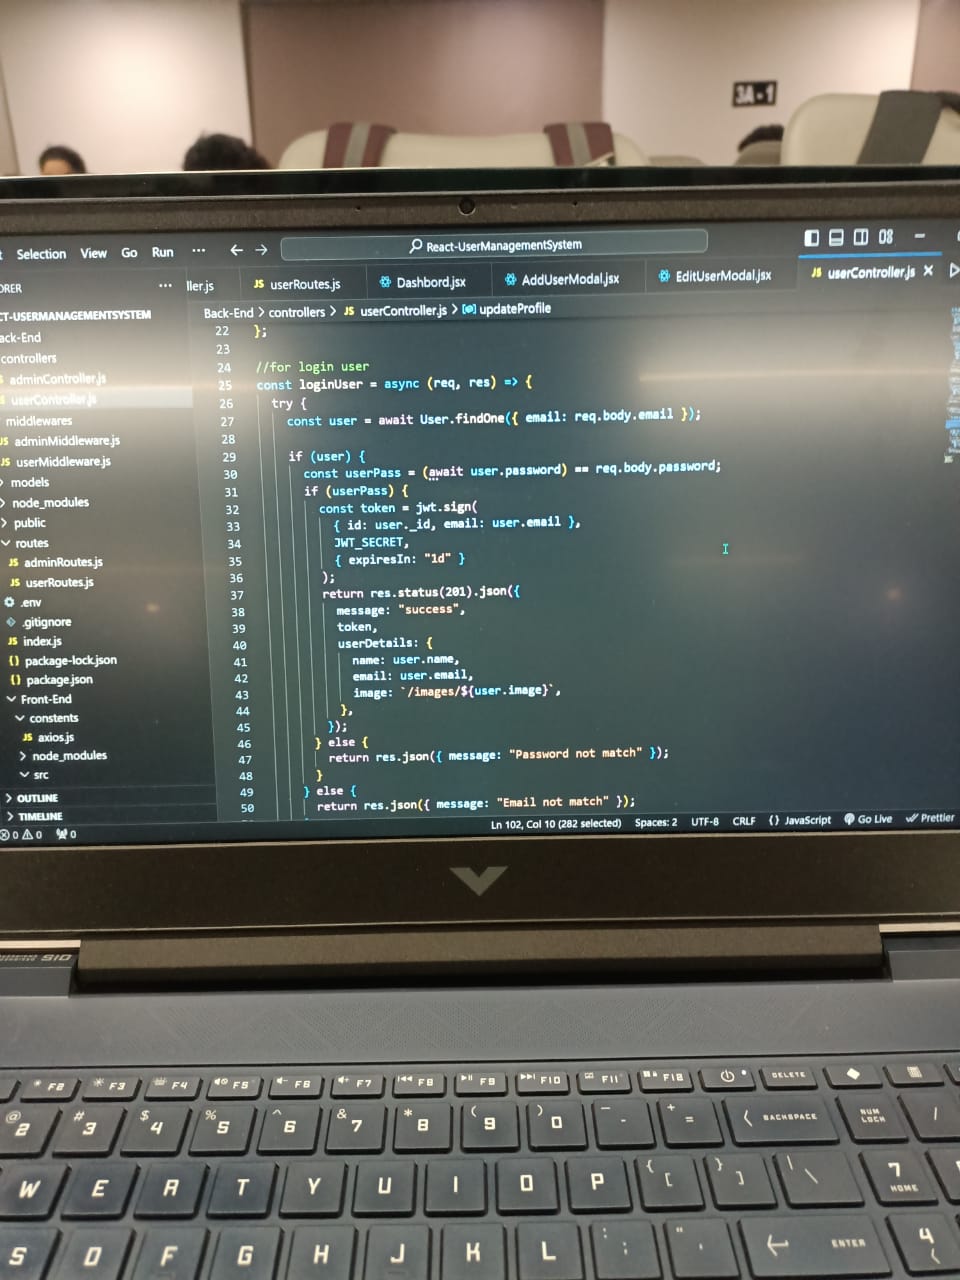 3A-1
Selection View Go Run ··· ← → React-UserManagementSystem
ller.js JS userRoutes.js Dashbord.jsx AddUserModal.jsx EditUserModal.jsx JS userController.js ×
Back-End > controllers > JS userController.js > updateProfile
ORER ···
CT-USERMANAGEMENTSYSTEM
ack-End
controllers
adminController.js
userController.js
middlewares
JS adminMiddleware.js
JS userMiddleware.js
> models
> node_modules
> public
routes
JS adminRoutes.js
JS userRoutes.js
.env
.gitignore
JS index.js
{} package-lock.json
{} package.json
Front-End
constents
JS axios.js
> node_modules
src
> OUTLINE
> TIMELINE
22 };
23
24 //for login user
25 const loginUser = async (req, res) => {
26 try {
27 const user = await User.findOne({ email: req.body.email });
28
29 if (user) {
30 const userPass = (await user.password) == req.body.password;
31 if (userPass) {
32 const token = jwt.sign(
33 { id: user._id, email: user.email },
34 JWT_SECRET,
35 { expiresIn: "1d" }
36 );
37 return res.status(201).json({
38 message: "success",
39 token,
40 userDetails: {
41 name: user.name,
42 email: user.email,
43 image: `/images/${user.image}`,
44 },
45 });
46 } else {
47 return res.json({ message: "Password not match" });
48 }
49 } else {
50 return res.json({ message: "Email not match" });
0 0 0 Ln 102, Col 10 (282 selected) Spaces: 2 UTF-8 CRLF {} JavaScript Go Live Prettier
F2 F3 F4 F5 F6 F7 F8 F9 F10 F11 F12 DELETE
@ 2 # 3 $ 4 % 5 ^ 6 & 7 * 8 ( 9 ) 0 _ - + = BACKSPACE NUM LOCK /
W E R T Y U I O P { [ } ] | \ 7 HOME
S D F G H J K L : ; " ' ENTER 4